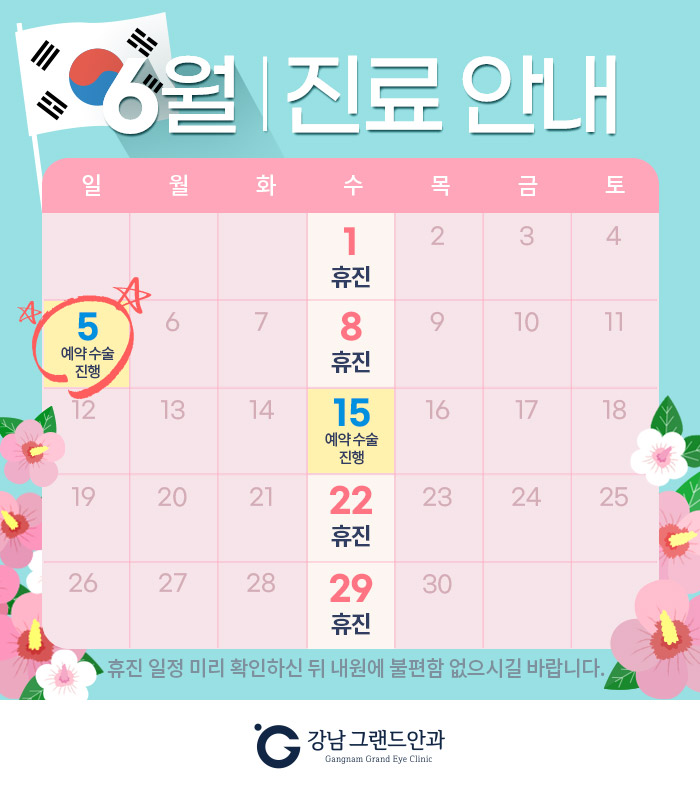 6월 | 진료 안내
일 월 화 수 목 금 토
1 2 3 4
휴진
5 6 7 8 9 10 11
예약 수술 휴진
진행
12 13 14 15 16 17 18
예약 수술
진행
19 20 21 22 23 24 25
휴진
26 27 28 29 30
휴진
휴진 일정 미리 확인하신 뒤 내원에 불편함 없으시길 바랍니다.
강남 그랜드안과
Gangnam Grand Eye Clinic